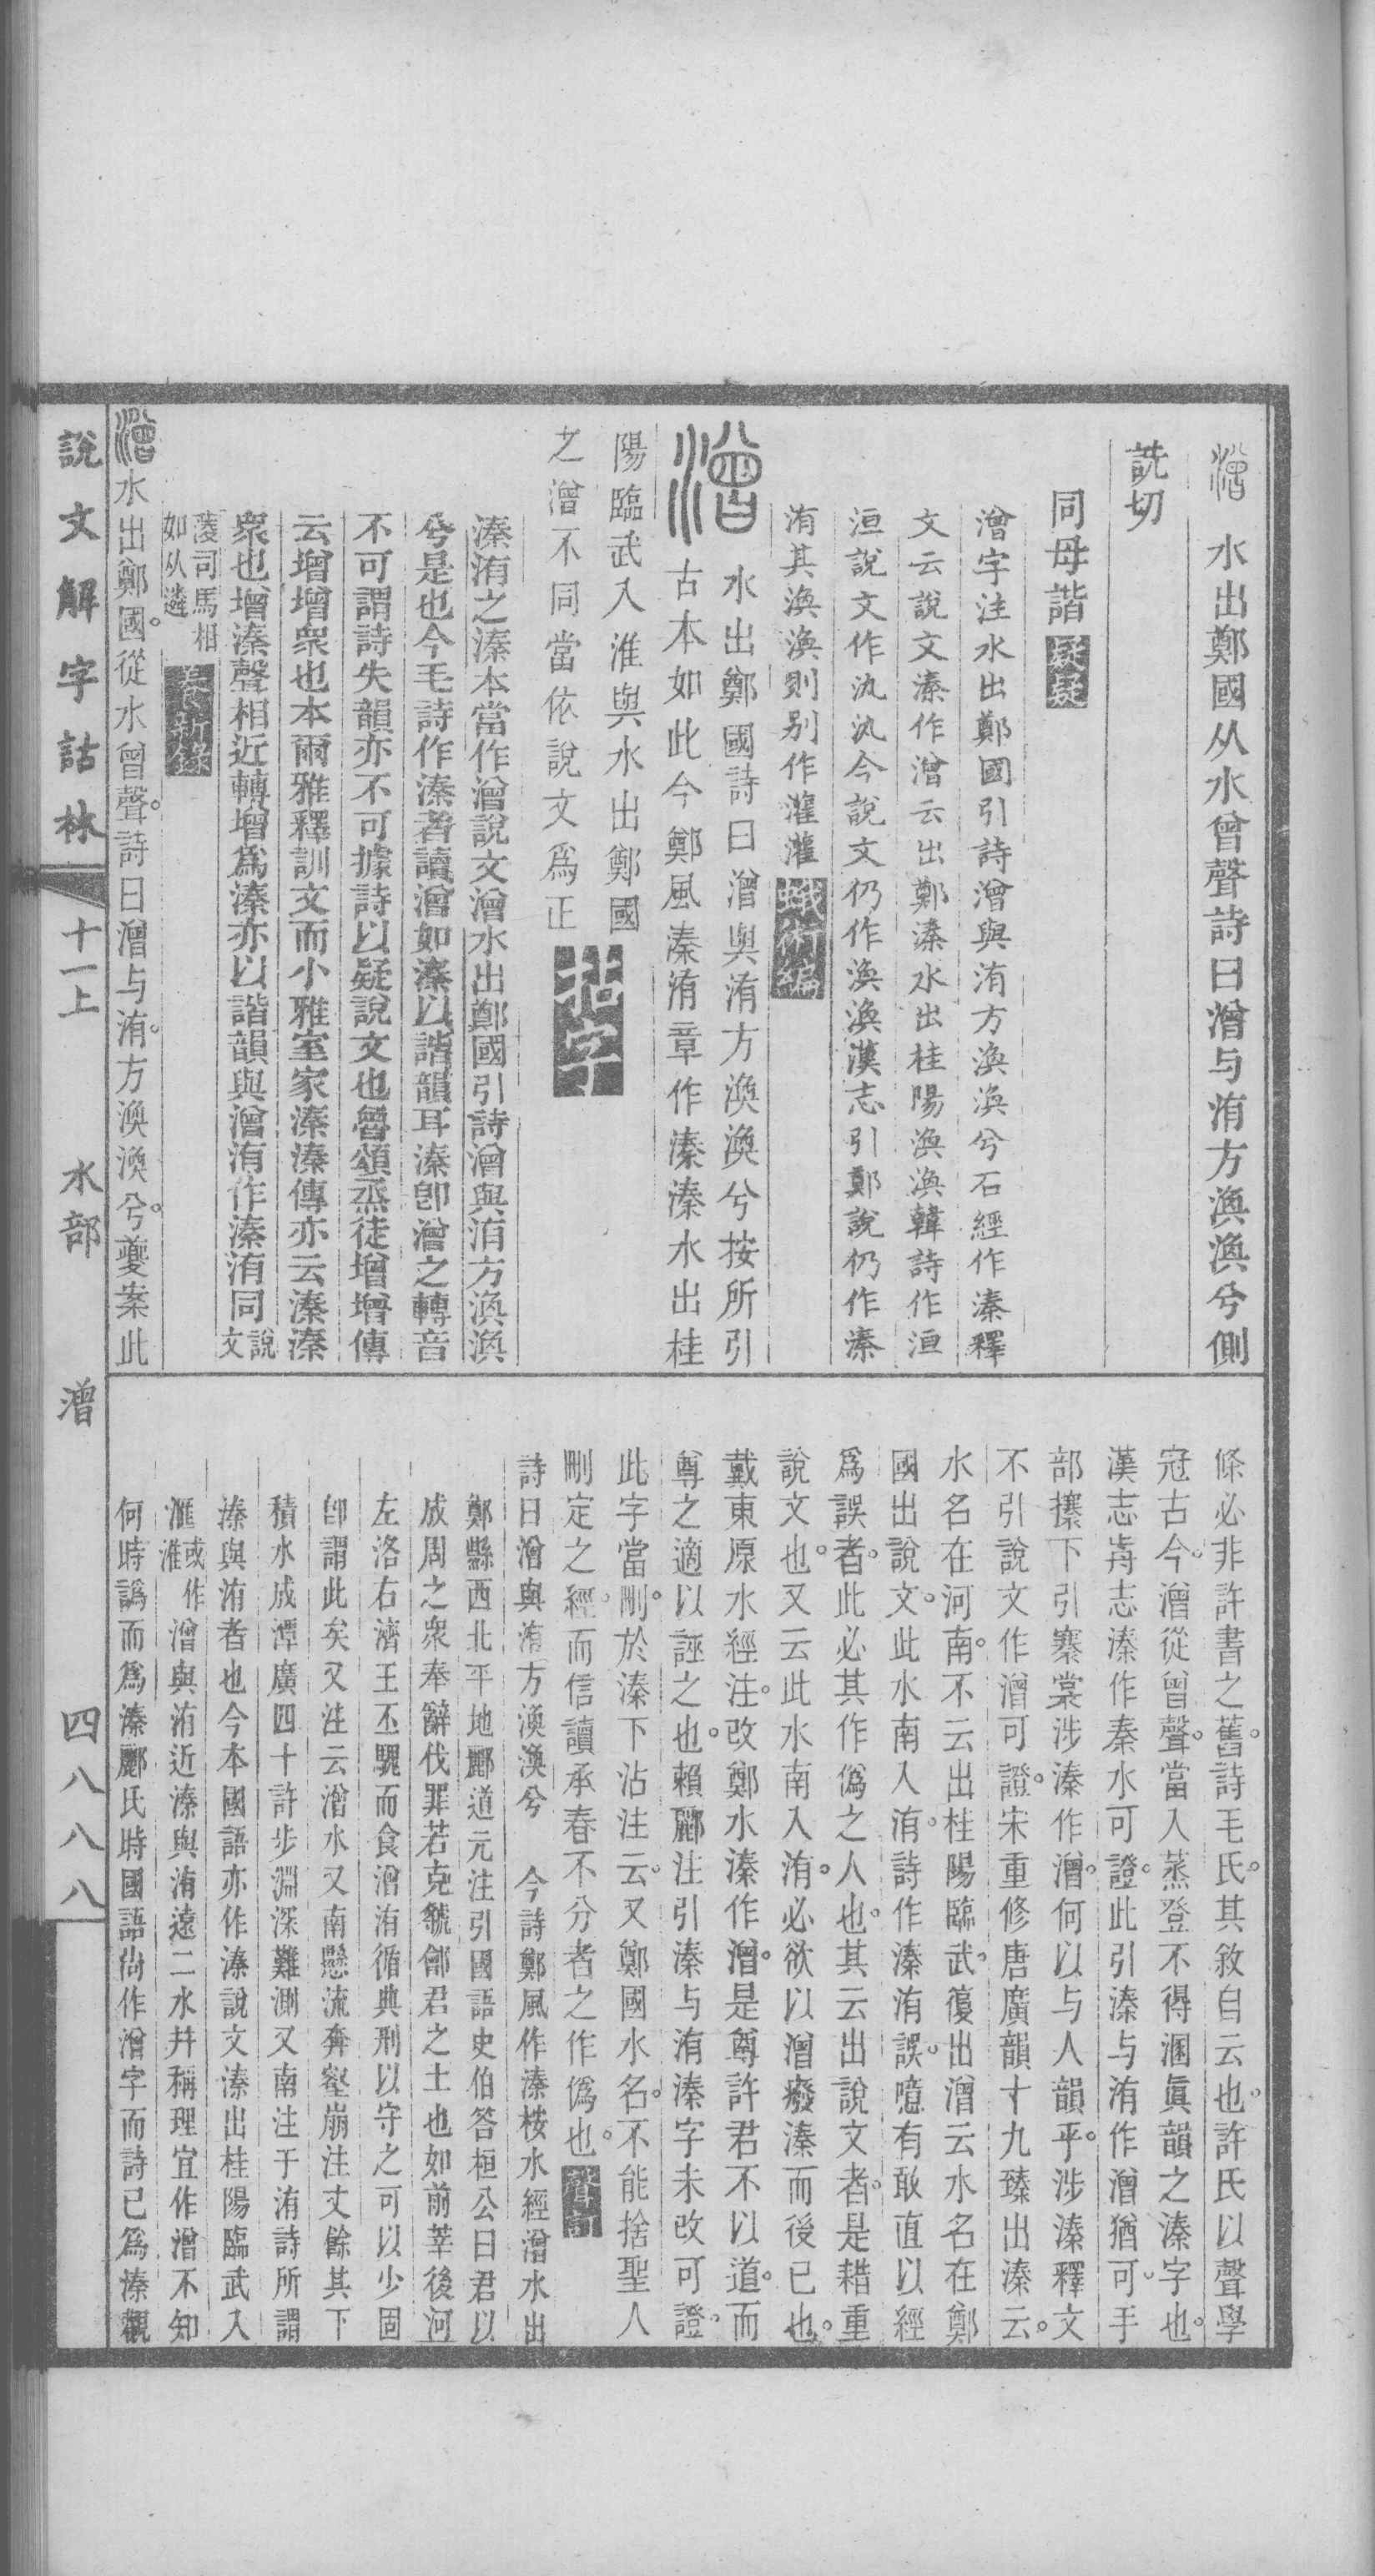 潧水出鄭國从水曾聲詩曰潧与洧方渙渙兮側
詵切
同母諧
潧字注水出鄭國引詩潧與洧方渙渙兮石經作溱釋
文云說文溱作潧云出鄭溱水出桂陽渙渙韓詩作洹
洹說文作汍汍今說文仍作渙渙漢志引鄭說仍作溱
洧其渙渙則别作灌灌蛾術編
潧水出鄭國詩曰潧與洧方渙渙兮按所引
古本如此今鄭風溱洧章作溱溱水出桂
陽臨武入淮與水出鄭國
之潧不同當依說文爲正
溱洧之溱本當作潧說文潧水出鄭國引詩潧與洧方渙渙
兮是也今毛詩作溱者讀潧如溱以諧韻耳溱卽潧之轉音
不可謂詩失韻亦不可據詩以疑說文也魯頌烝徒增增傳
云增增衆也本爾雅釋訓文而小雅室家溱溱傳亦云溱溱
衆也增溱聲相近轉增爲溱亦以諧韻與潧洧作溱洧同說文
淩司馬相如从遴養新錄
潧水出鄭國從水曾聲詩曰潧与洧方渙渙兮夔案此
條必非許書之舊詩毛氏其敘自云也許氏以聲學
冠古今潧從曾聲當入蒸登不得溷眞韻之溱字也
漢志歬志溱作秦水可證此引溱与洧作潧猶可手
部攐下引褰裳涉溱作潧何以与人韻乎涉溱釋文
不引說文作潧可證宋重修唐廣韻十九臻出溱云
水名在河南不云出桂陽臨武復出潧云水名在鄭
國出說文此水南入洧詩作溱洧誤噫有敢直以經
爲誤者此必其作僞之人也其云出說文者是耤重
說文也又云此水南入洧必欲以潧廢溱而後已也
戴東原水經注改鄭水溱作潧是尊許君不以道而
尊之適以誣之也賴酈注引溱与洧溱字未改可證
此字當刪於溱下沾注云又鄭國水名不能捨聖人
刪定之經而信讀承春不分者之作僞也聲訂
詩曰潧與洧方渙渙兮　今詩鄭風作溱桉水經潧水出
鄭縣西北平地酈道元注引國語史伯答桓公曰君以
成周之衆奉辭伐罪若克虢鄶君之土也如前莘後河
左洛右濟王丕騩而食潧洧循典刑以守之可以少固
卽謂此矣又注云潧水又南懸流奔壑崩注丈餘其下
積水成潭廣四十許步淵深難測又南注于洧詩所謂
溱與洧者也今本國語亦作溱說文溱出桂陽臨武入
滙或作淮潧與洧近溱與洧遠二水幷稱理宜作潧不知
何時譌而爲溱酈氏時國語尙作潧字而詩已爲溱觀
說文解字詁林　十一上　水部　潧　四八八八